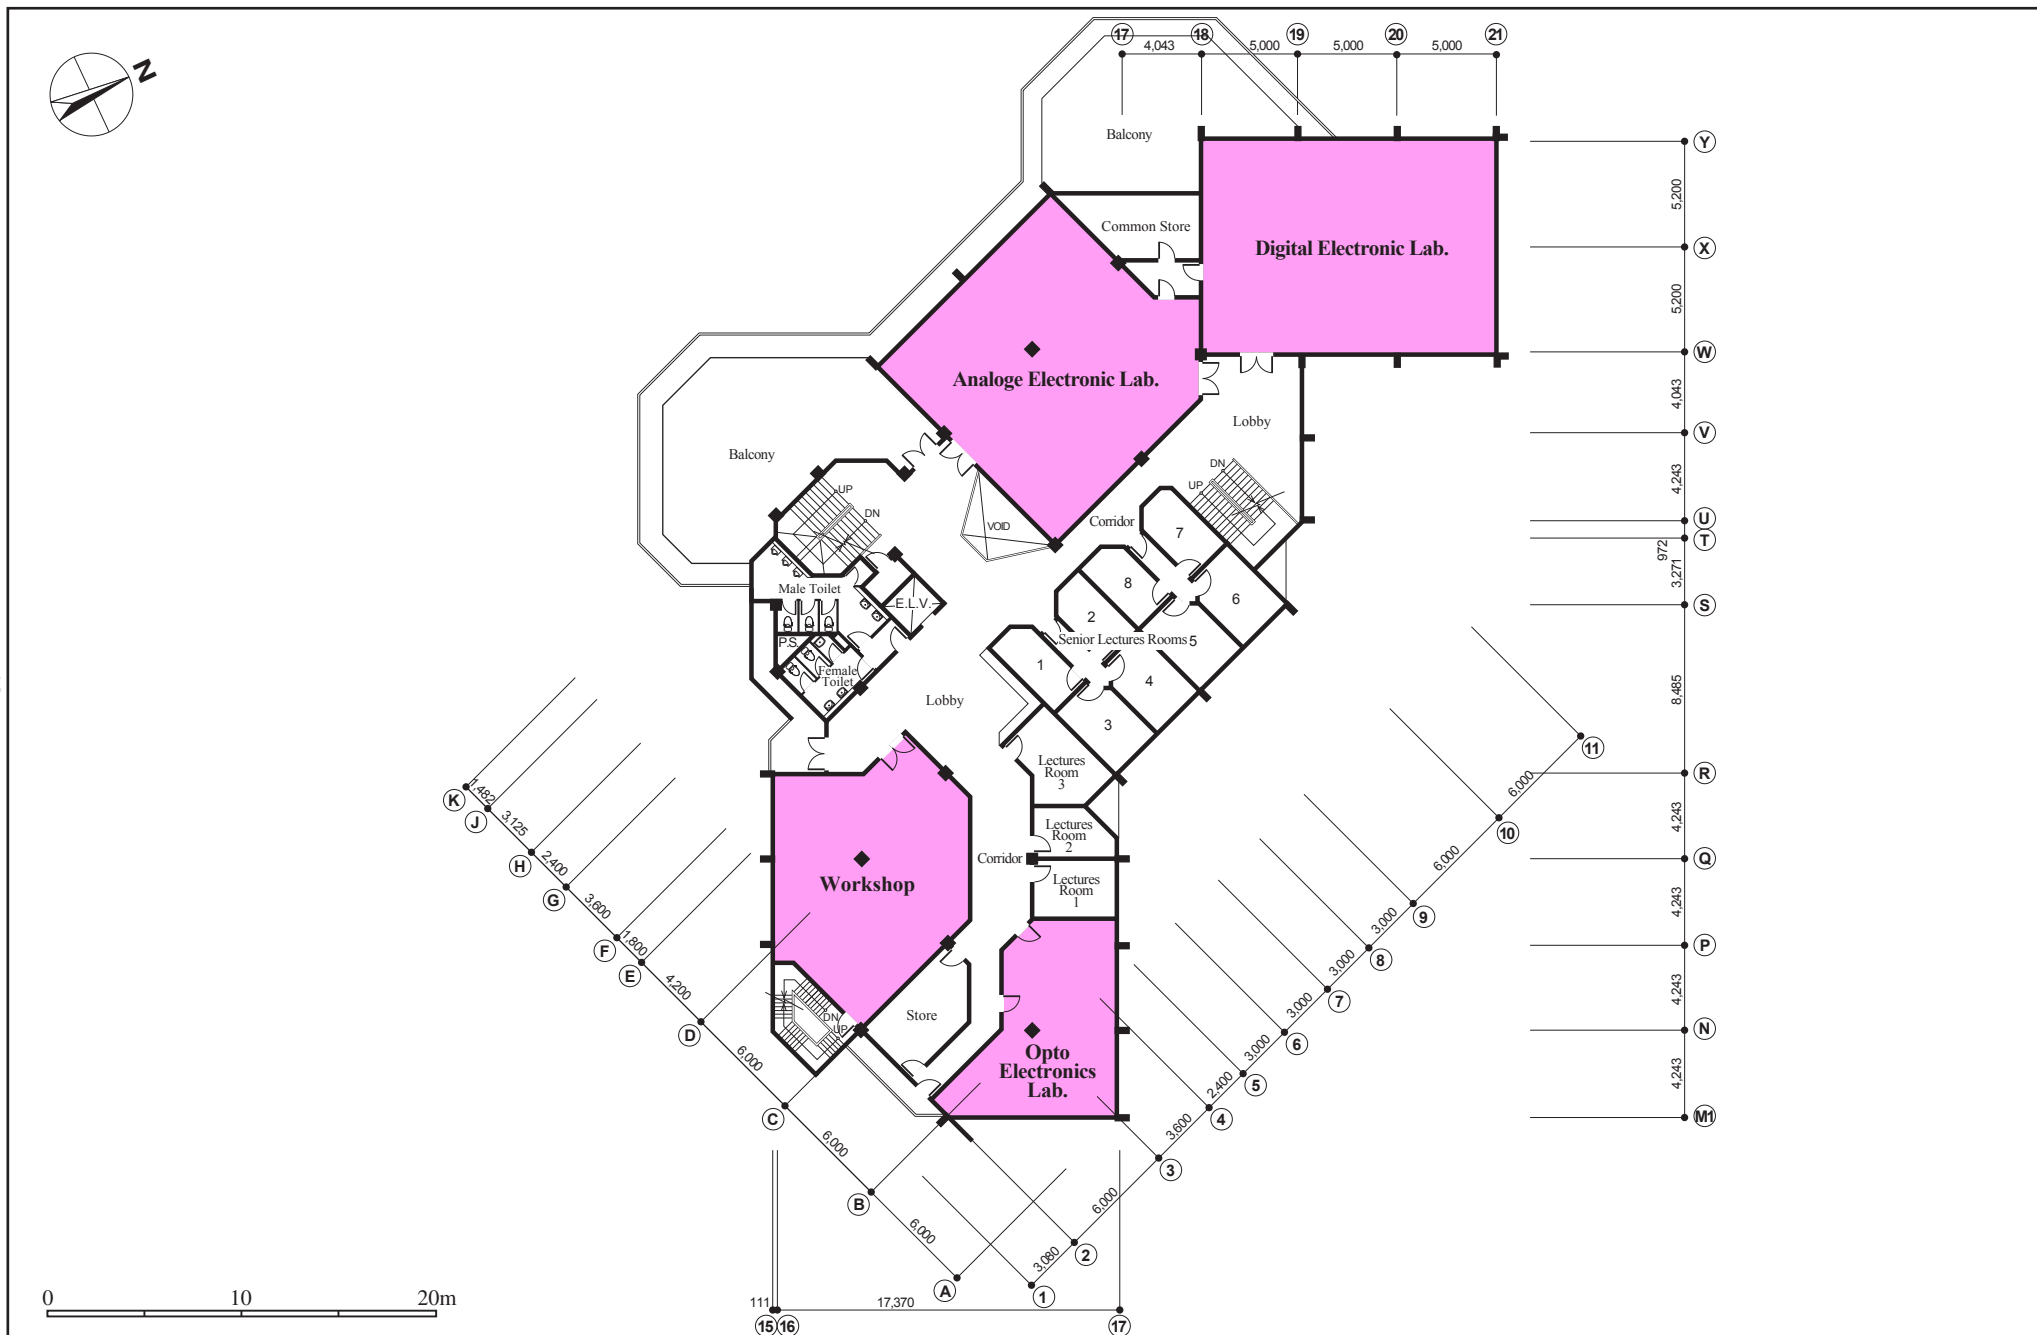 N
17 18 19 20 21
4,043 5,000 5,000 5,000
Balcony
Y
5,200
Common Store
Digital Electronic Lab.
X
5,200
W
Analoge Electronic Lab.
4,043
Lobby
V
Balcony
DN
UP
4,243
UP
DN
VOID
Corridor
U
7
T
972
3,271
Male Toilet
8
6
E.L.V.
S
2
Senior Lectures Rooms
5
P.S.
1
Female
Toilet
4
8,485
Lobby
3
11
Lectures
Room
3
R
6,000
K
1,482
J
3,125
H
2,400
G
3,600
F
1,800
E
4,200
D
6,000
C
6,000
B
6,000
A
10
4,243
Lectures
Room
2
Corridor
Q
6,000
Workshop
Lectures
Room
1
9
4,243
3,000
P
8
3,000
4,243
7
Store
DN
UP
3,000
N
6
Opto
Electronics
Lab.
3,000
5
4,243
2,400
4
M1
3,600
3
6,000
2
3,080
1
0 10 20m
111 17,370
15 16 17